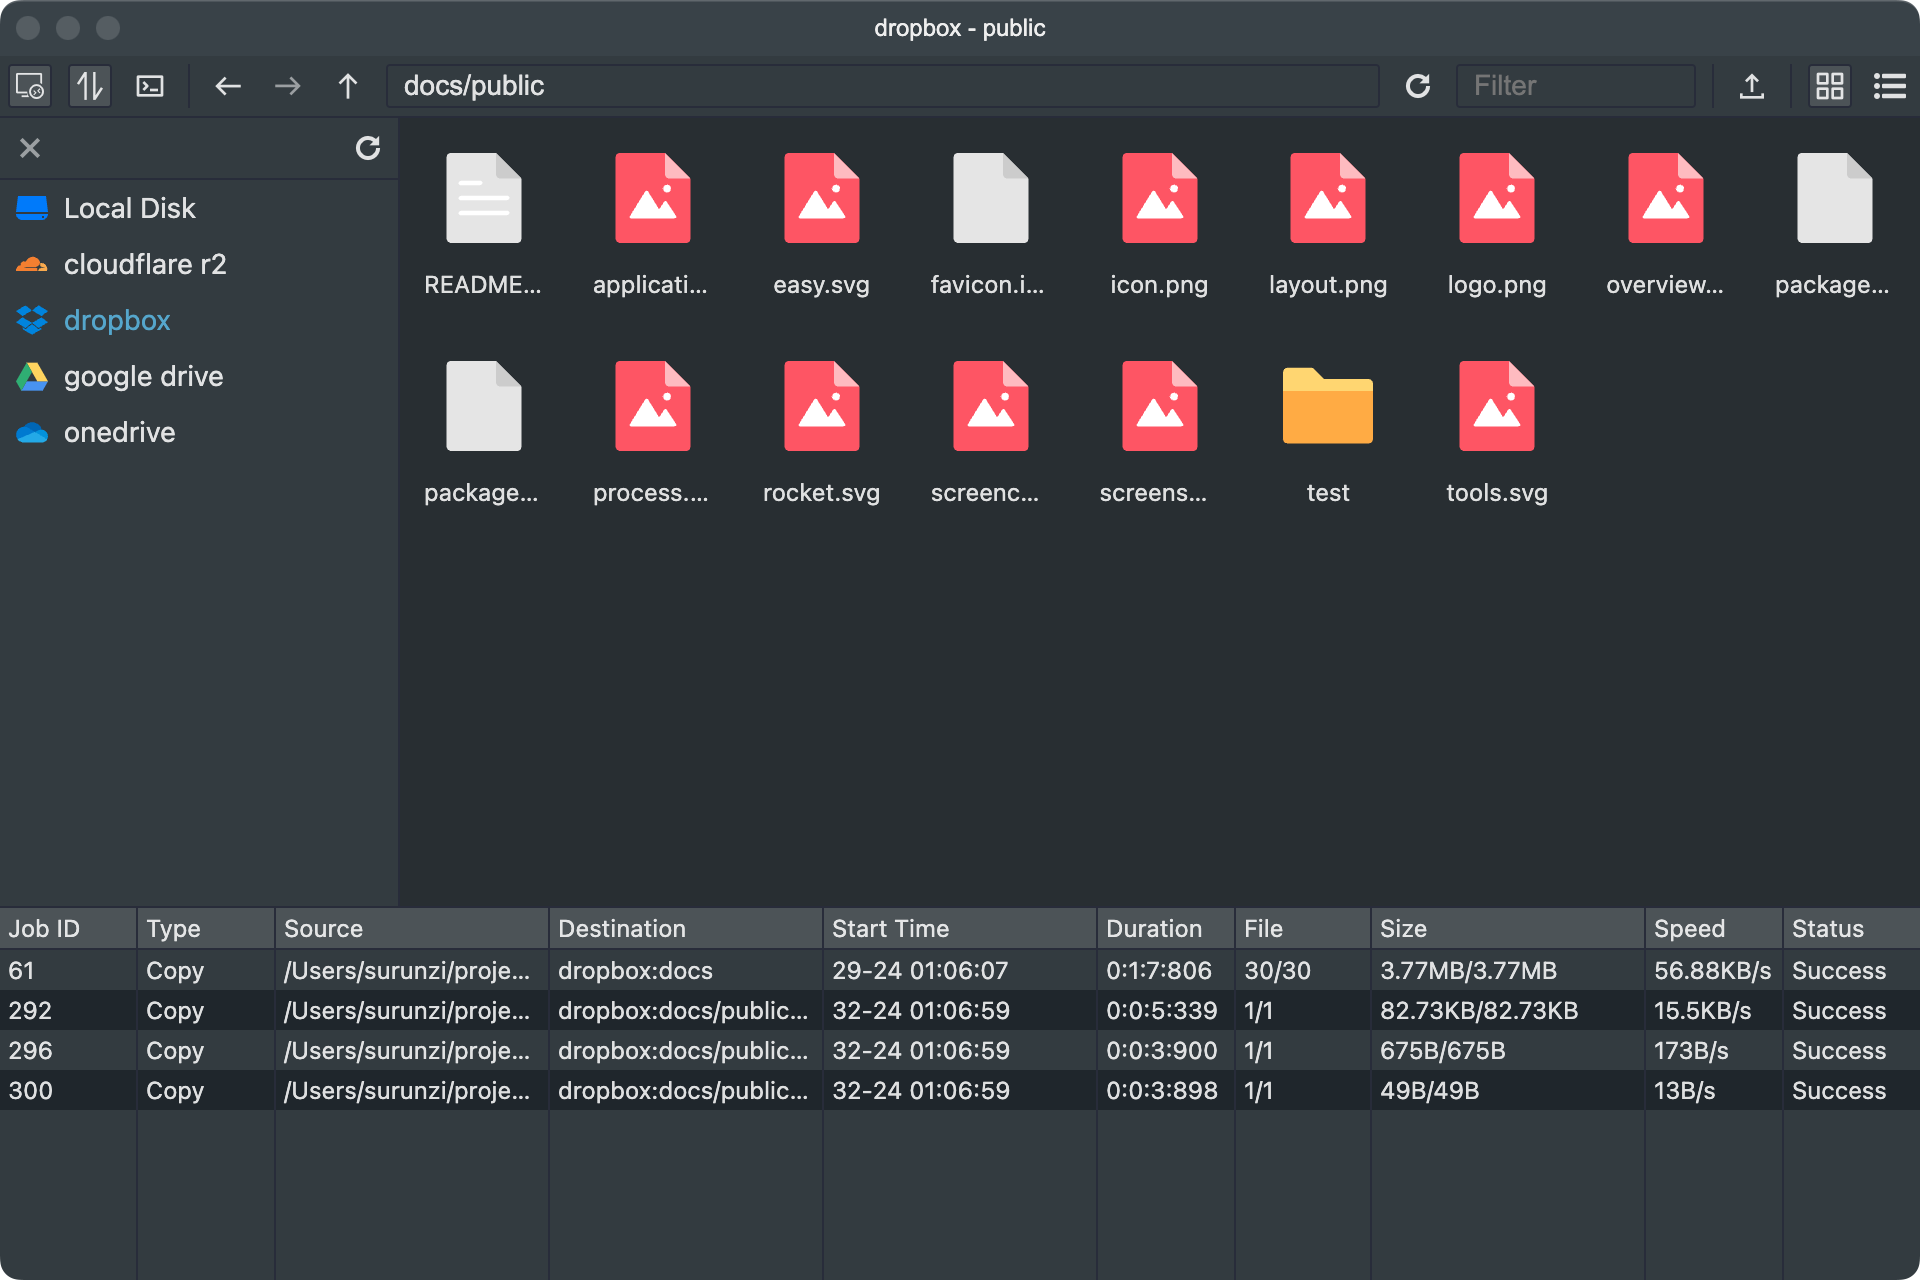 dropbox - public
docs/public
Filter
Local Disk
cloudflare r2
dropbox
google drive
onedrive
README...
applicati...
easy.svg
favicon.i...
icon.png
layout.png
logo.png
overview...
package...
package...
process....
rocket.svg
screenc...
screens...
test
tools.svg
Job ID Type Source Destination Start Time Duration File Size Speed Status
61 Copy /Users/surunzi/proje... dropbox:docs 29-24 01:06:07 0:1:7:806 30/30 3.77MB/3.77MB 56.88KB/s Success
292 Copy /Users/surunzi/proje... dropbox:docs/public... 32-24 01:06:59 0:0:5:339 1/1 82.73KB/82.73KB 15.5KB/s Success
296 Copy /Users/surunzi/proje... dropbox:docs/public... 32-24 01:06:59 0:0:3:900 1/1 675B/675B 173B/s Success
300 Copy /Users/surunzi/proje... dropbox:docs/public... 32-24 01:06:59 0:0:3:898 1/1 49B/49B 13B/s Success